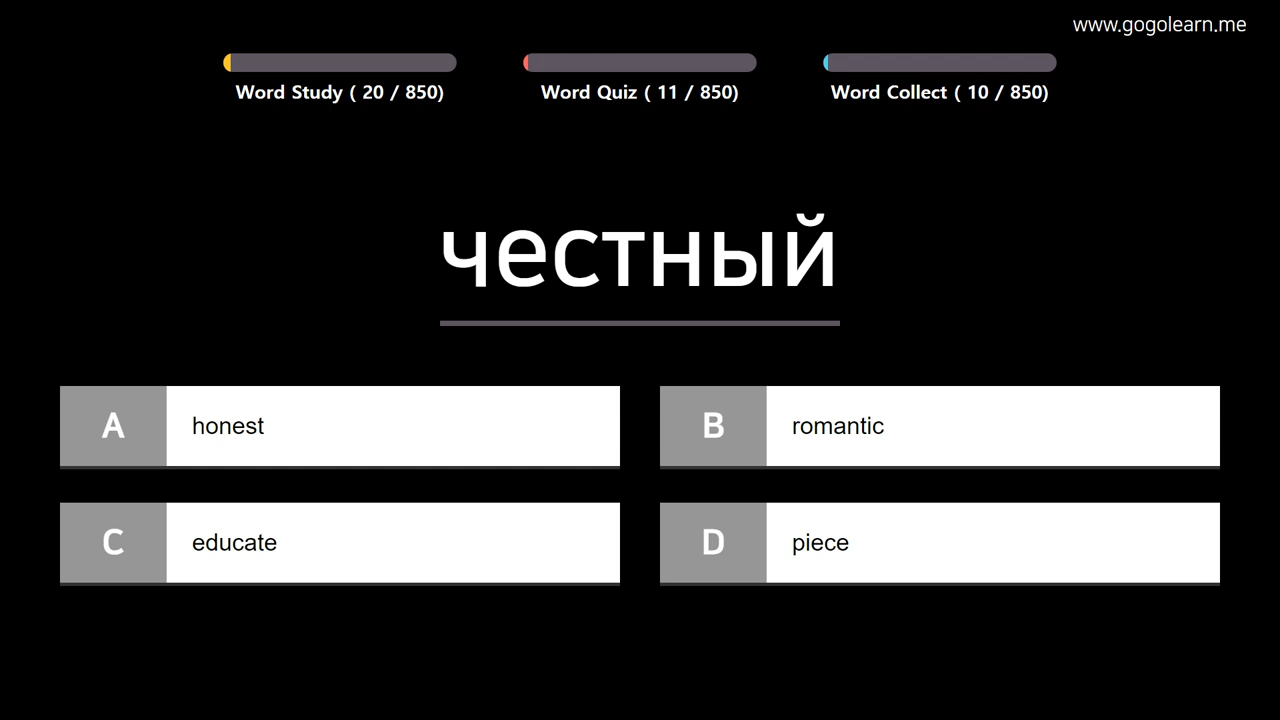 www.gogolearn.me
Word Study ( 20 / 850)
Word Quiz ( 11 / 850)
Word Collect ( 10 / 850)
честный
A honest
B romantic
C educate
D piece